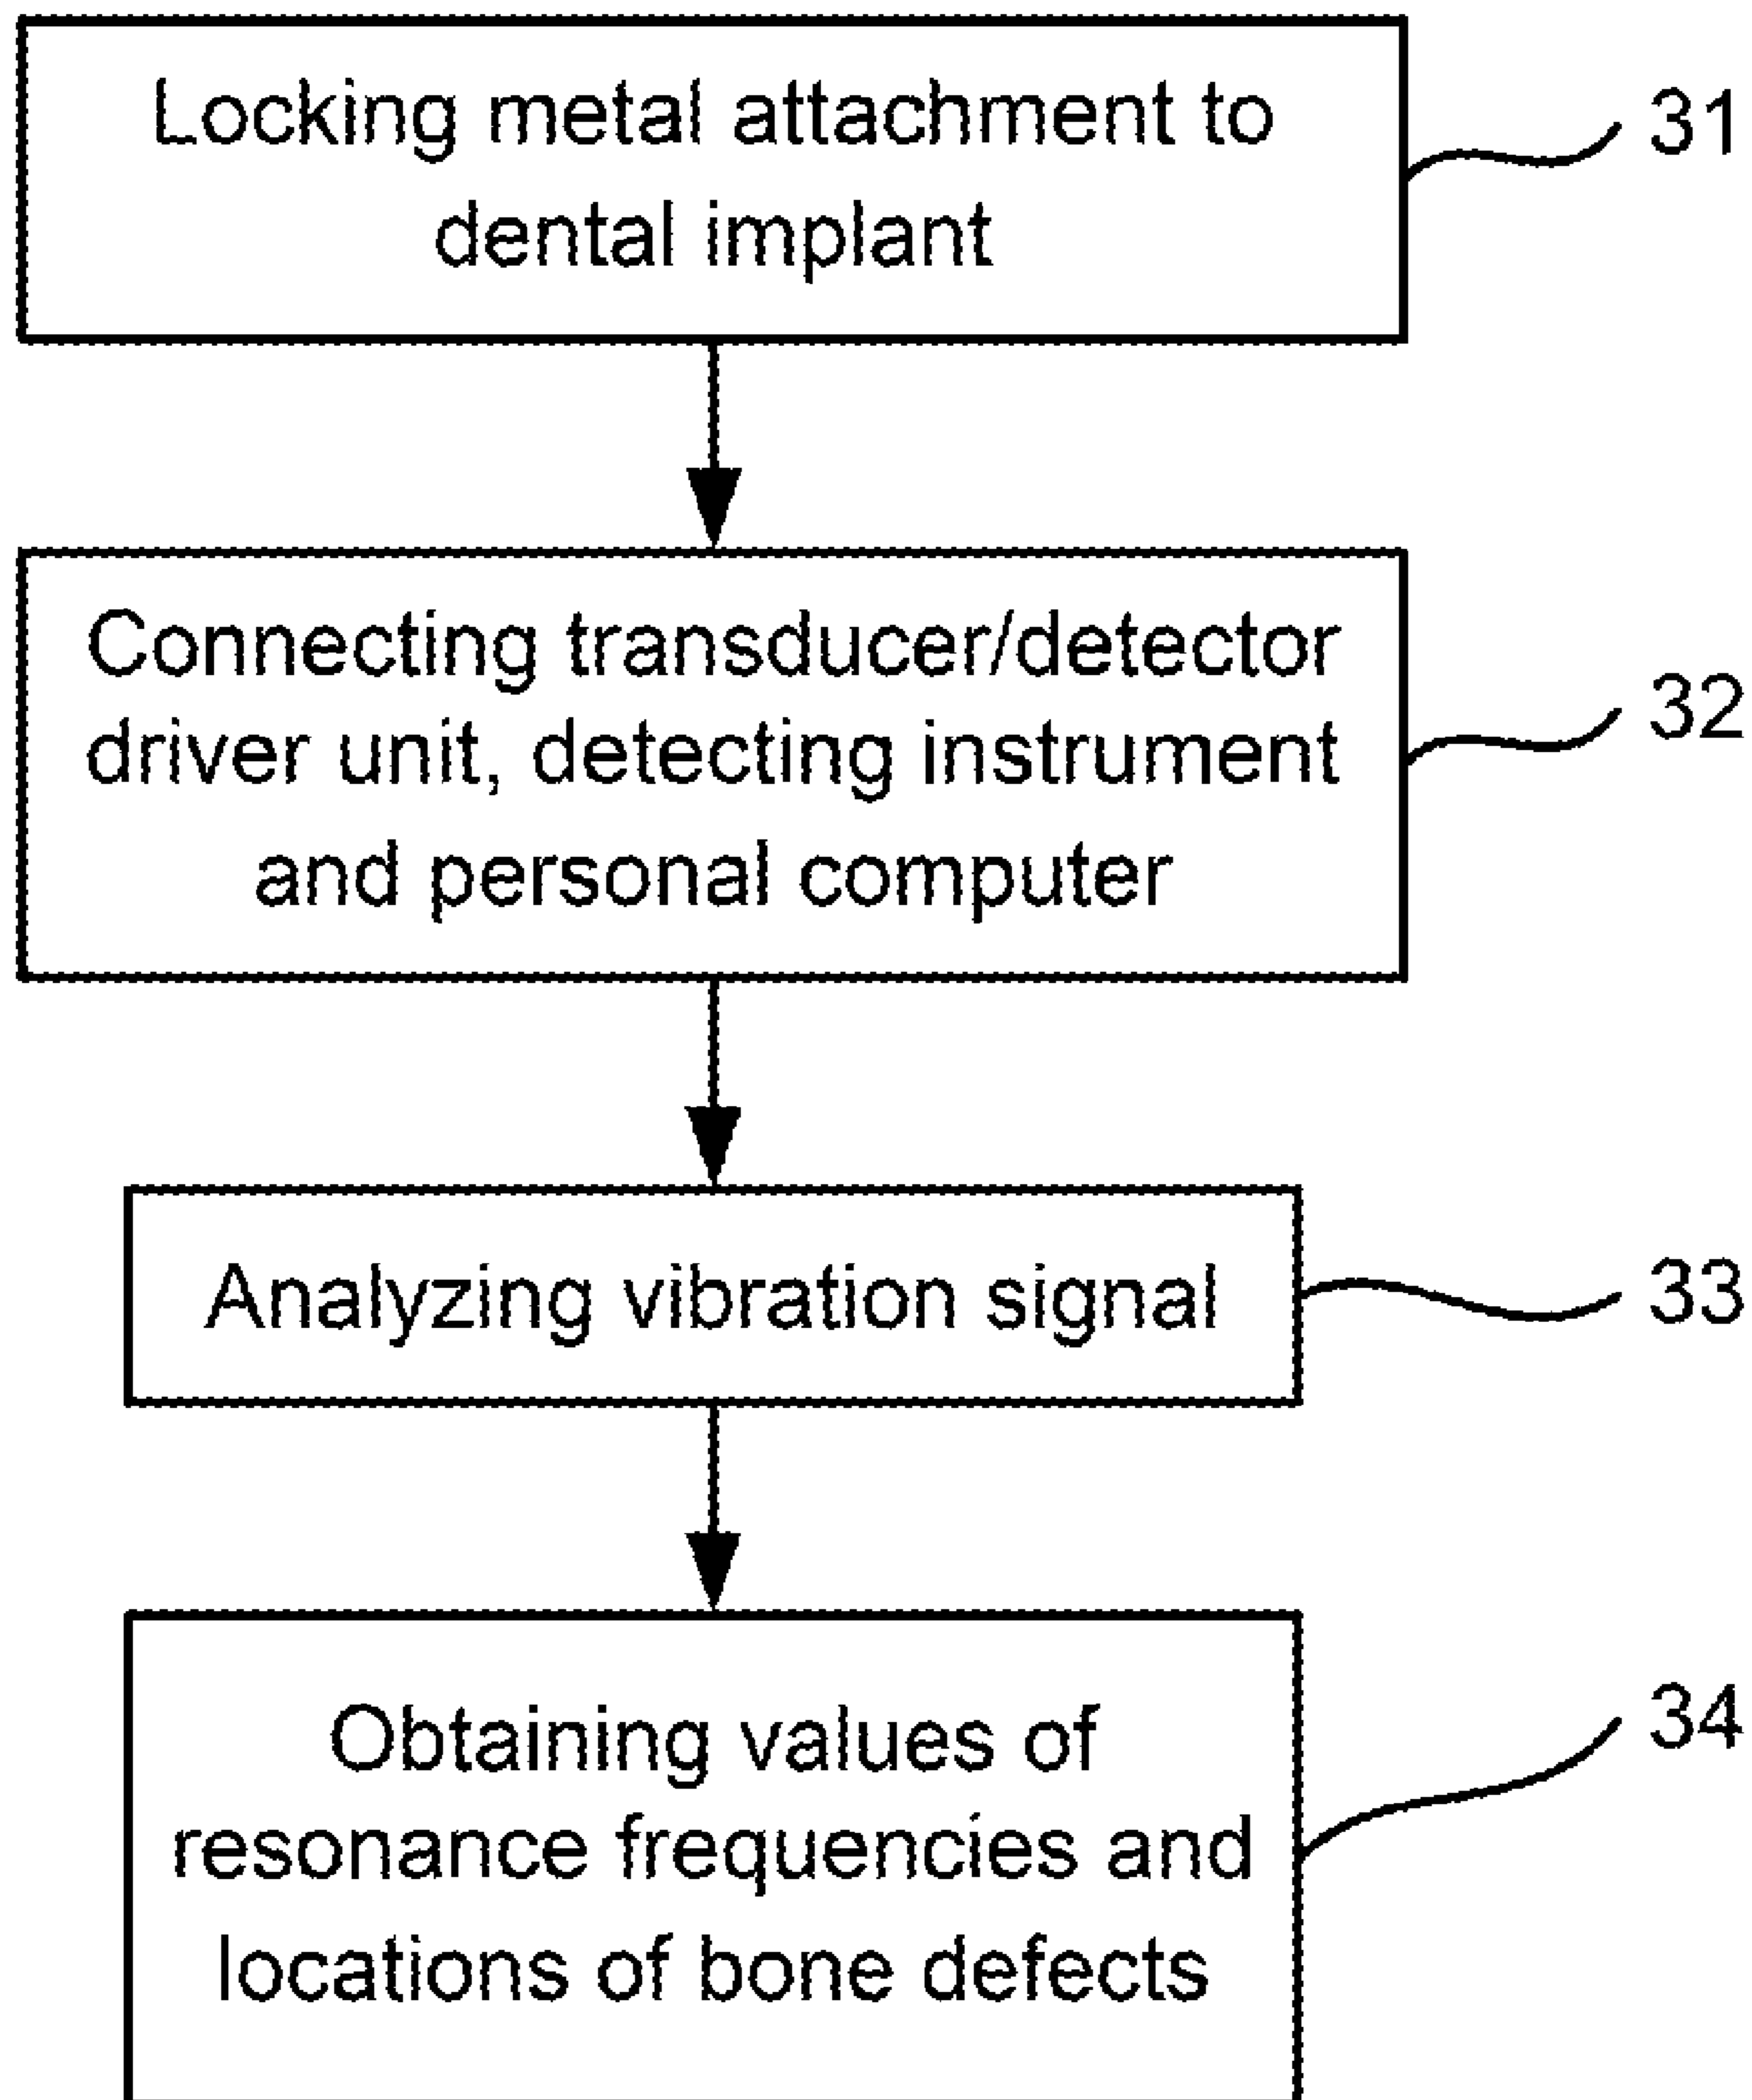 Locking metal attachment to
dental implant
31
Connecting transducer/detector
driver unit, detecting instrument
and personal computer
32
Analyzing vibration signal
33
Obtaining values of
resonance frequencies and
locations of bone defects
34